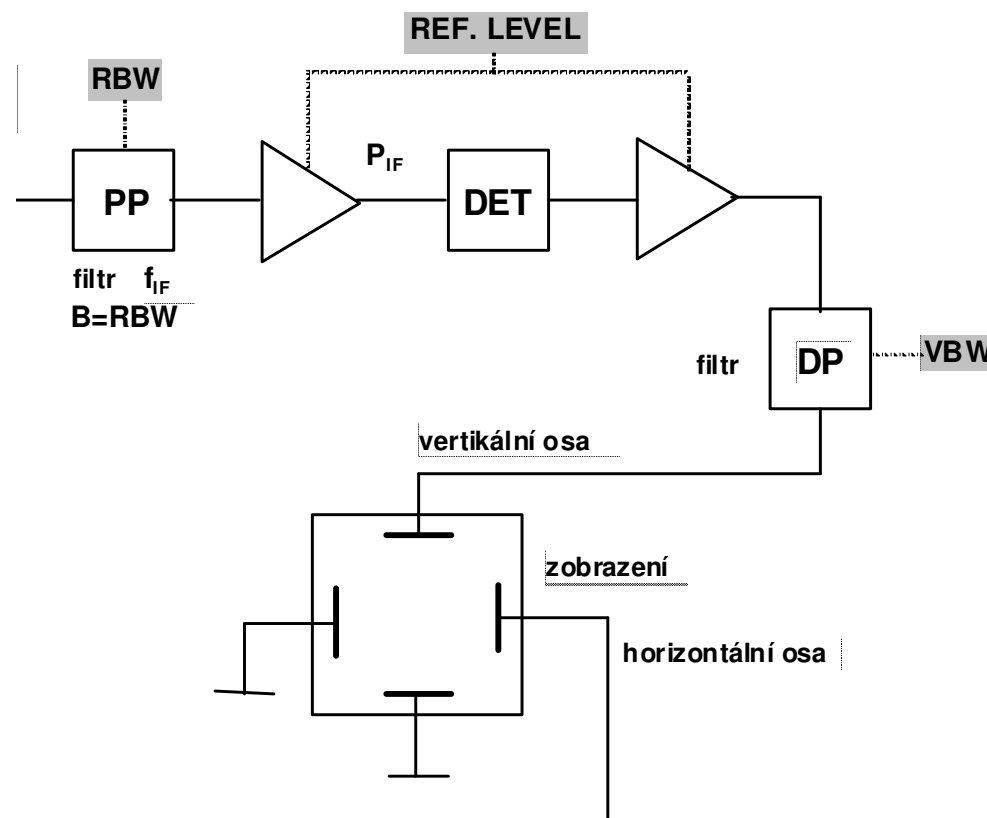 REF. LEVEL
RBW
P_IF
PP
DET
filtr f_IF
B=RBW
filtr
DP
VBW
vertikální osa
zobrazení
horizontální osa